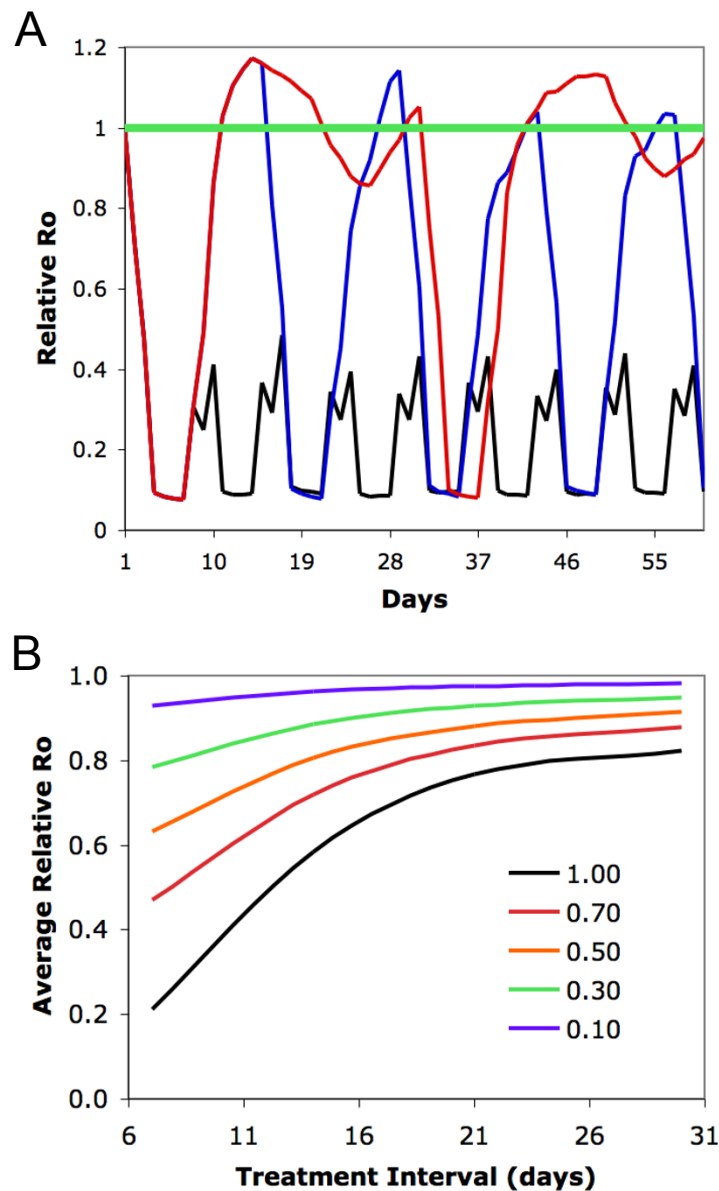 A
1.2
1
0.8
0.6
0.4
0.2
0
Relative Ro
1 10 19 28 37 46 55
Days
B
1.0
0.8
0.6
0.4
0.2
0.0
Average Relative Ro
1.00
0.70
0.50
0.30
0.10
6 11 16 21 26 31
Treatment Interval (days)